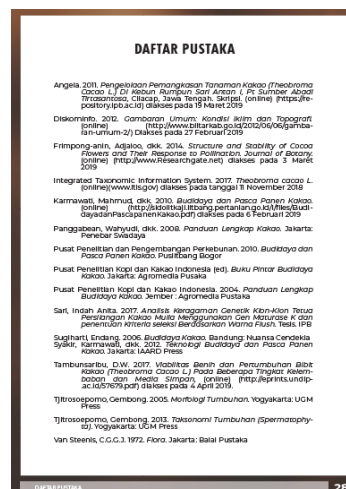 DAFTAR PUSTAKA
Angela. 2011. Pengelolaan Pemangkasan Tanaman Kakao (Theobroma
Cacao L.) Di Kebun Rumpun Sari Antan I, Pt Sumber Abadi
Tirtasantosa, Cilacap, Jawa Tengah. Skripsi. (online) (https://re-
pository.ipb.ac.id) diakses pada 19 Maret 2019
Diskominfo. 2012. Gambaran Umum: Kondisi Iklim dan Topografi.
(online) (http://www.blitarkab.go.id/2012/06/06/gamba-
ran-umum-2/) Diakses pada 27 Februari 2019
Frimpong-anin, Adjaloo, dkk. 2014. Structure and Stability of Cocoa
Flowers and Their Response to Pollination. Journal of Botany.
(online) (http://www.Researchgate.net) diakses pada 3 Maret
2019
Integrated Taxonomic Information System. 2017. Theobroma cacao L.
(online)(www.itis.gov) diakses pada tanggal 11 November 2018
Karmawati, Mahmud, dkk. 2010. Budidaya dan Pasca Panen Kakao.
(online) (http://sidolitkaji.litbang.pertanian.go.id/i/files/Budi-
dayadanPascapanenKakao.pdf) diakses pada 6 Februari 2019
Panggabean, Wahyudi, dkk. 2008. Panduan Lengkap Kakao. Jakarta:
Penebar Swadaya
Pusat Penelitian dan Pengembangan Perkebunan. 2010. Budidaya dan
Pasca Panen Kakao. Puslitbang Bogor
Pusat Penelitian Kopi dan Kakao Indonesia (ed). Buku Pintar Budidaya
Kakao. Jakarta: Agromedia Pusaka
Pusat Penelitian Kopi dan Kakao Indonesia. 2004. Panduan Lengkap
Budidaya Kakao. Jember : Agromedia Pustaka
Sari, Indah Anita. 2017. Analisis Keragaman Genetik Klon-Klon Tetua
Persilangan Kakao Mulia Menggunakan Gen Maturase K dan
penentuan Kriteria seleksi Berdasarkan Warna Flush. Tesis. IPB
Sugiharti, Endang. 2006. Budidaya Kakao. Bandung: Nuansa Cendekia
Syakir, Karmawati, dkk. 2012. Teknologi Budidaya dan Pasca Panen
Kakao. Jakarta: IAARD Press
Tambunsaribu, D.W. 2017. Viabilitas Benih dan Pertumbuhan Bibit
Kakao (Theobroma Cacao L.) Pada Beberapa Tingkat Kelem-
baban dan Media Simpan, (online) (http://eprints.undip-
.ac.id/57679.pdf) diakses pada 4 April 2019.
Tjitrosoepomo, Gembong. 2005. Morfologi Tumbuhan. Yogyakarta: UGM
Press
Tjitrosoepomo, Gembong. 2013. Taksonomi Tumbuhan (Spermatophy-
ta). Yogyakarta: UGM Press
Van Steenis, C.G.G.J. 1972. Flora. Jakarta: Balai Pustaka
DAFTAR PUSTAKA